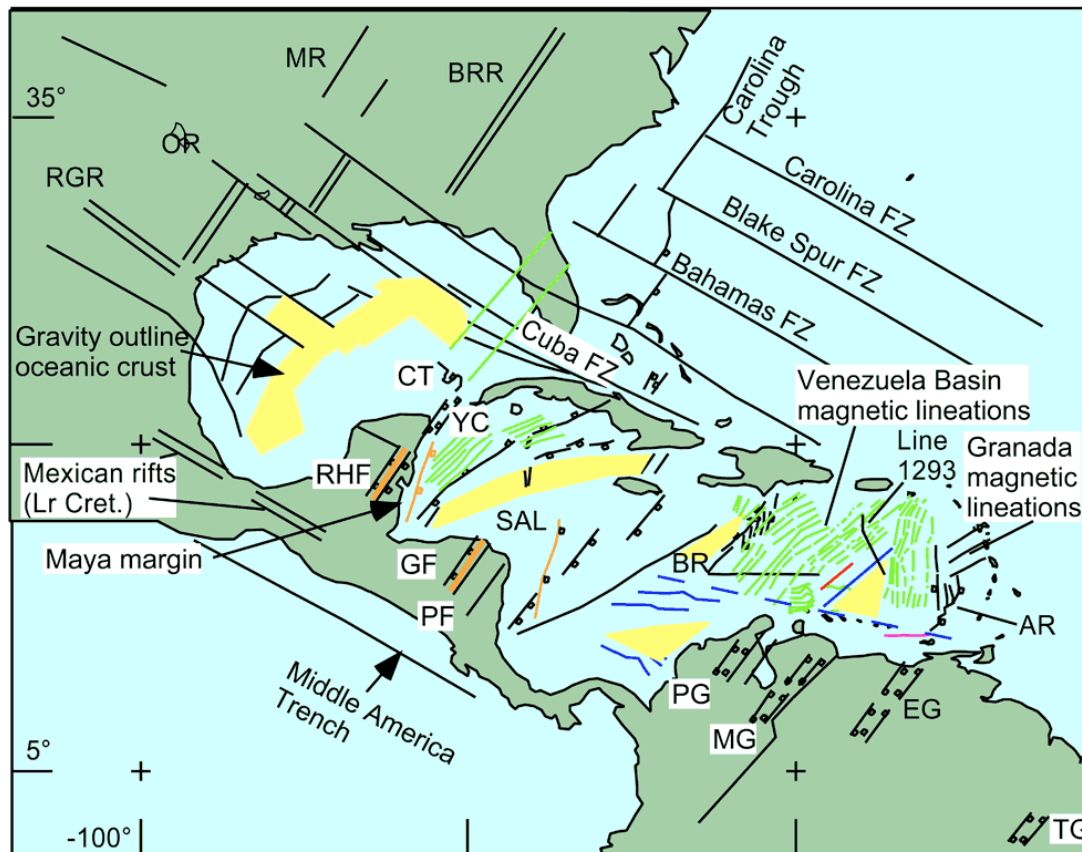 MR
BRR
Carolina
Trough
35°
OR
RGR
Carolina FZ
Blake Spur FZ
Bahamas FZ
Gravity outline
oceanic crust
CT
Cuba FZ
Venezuela Basin
magnetic lineations
YC
Line
1293
Granada
magnetic
lineations
Mexican rifts
(Lr Cret.)
RHF
SAL
Maya margin
GF
BR
PF
AR
Middle America
Trench
PG
MG
EG
5°
-100°
TG